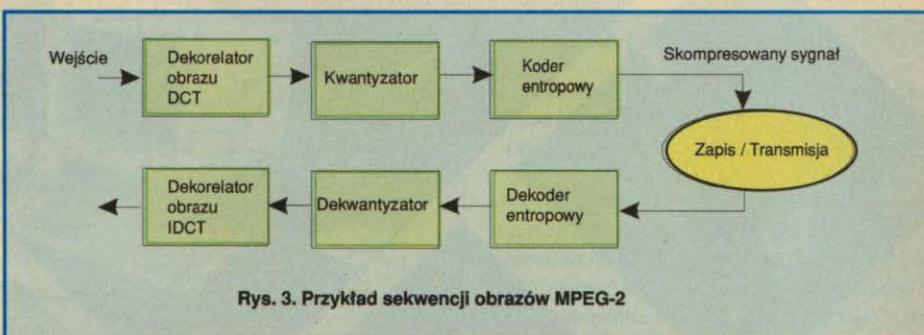 Wejście
Dekorelator
obrazu
DCT
Kwantyzator
Koder
entropowy
Skompresowany sygnał
Zapis / Transmisja
Dekorelator
obrazu
IDCT
Dekwantyzator
Dekoder
entropowy
Rys. 3. Przykład sekwencji obrazów MPEG-2